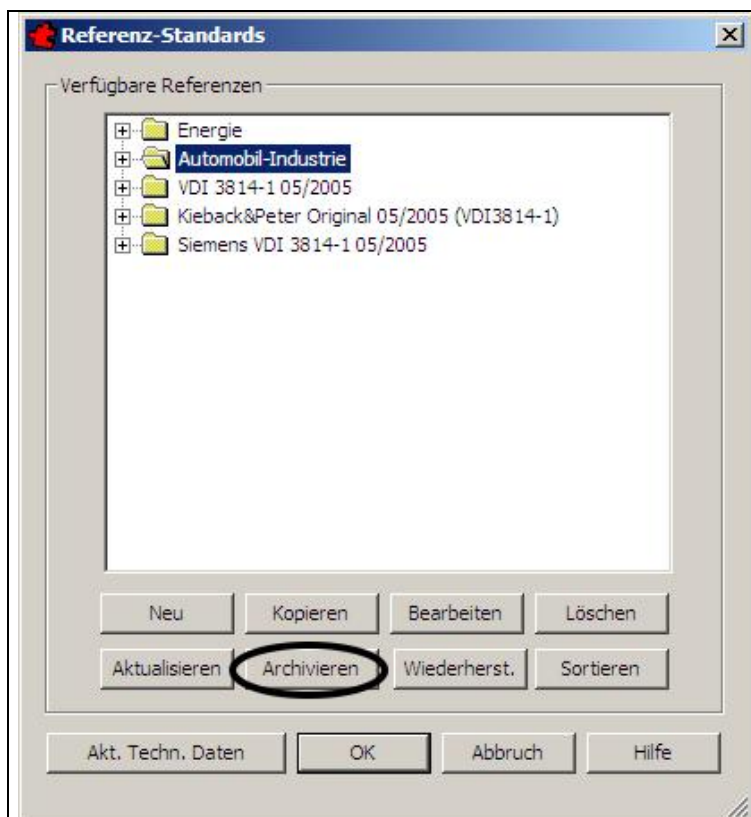 Referenz-Standards
Verfügbare Referenzen
Energie
Automobil-Industrie
VDI 3814-1 05/2005
Kieback&Peter Original 05/2005 (VDI3814-1)
Siemens VDI 3814-1 05/2005
Neu Kopieren Bearbeiten Löschen
Aktualisieren Archivieren Wiederherst. Sortieren
Akt. Techn. Daten OK Abbruch Hilfe